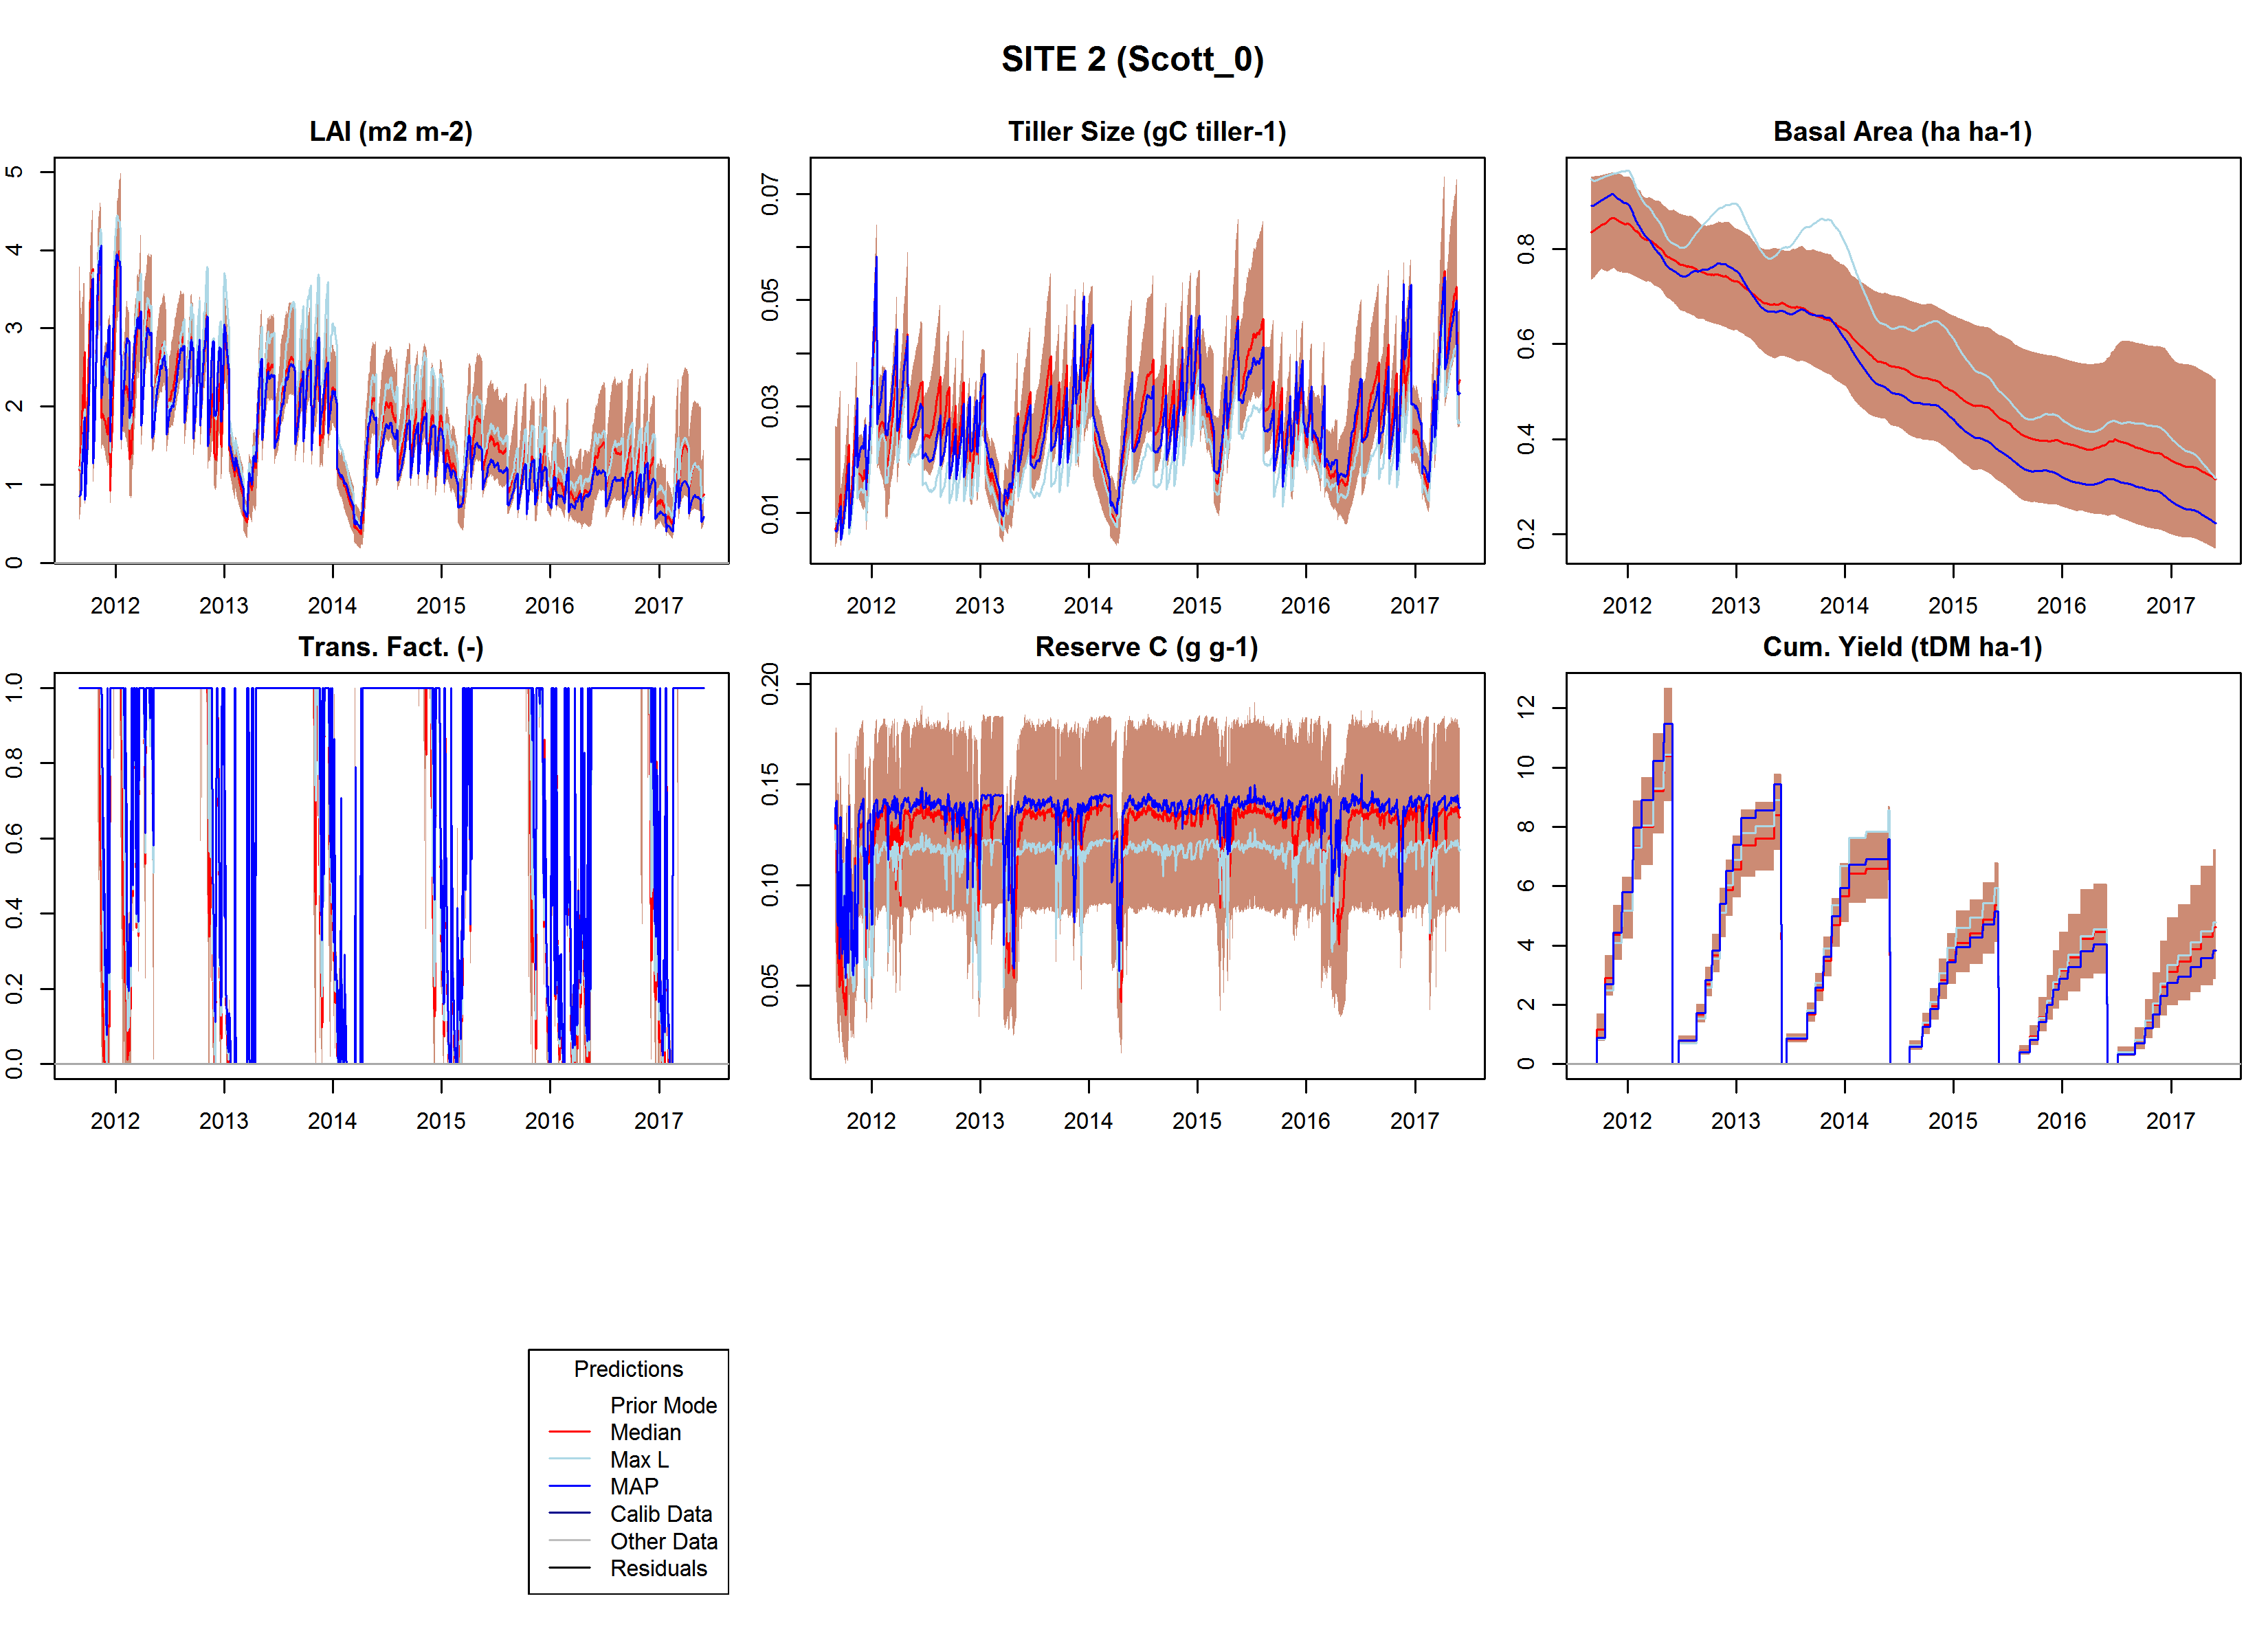 SITE 2 (Scott_0)
LAI (m2 m-2)
Tiller Size (gC tiller-1)
Basal Area (ha ha-1)
0 1 2 3 4 5
0.01 0.03 0.05 0.07
0.2 0.4 0.6 0.8
2012 2013 2014 2015 2016 2017
2012 2013 2014 2015 2016 2017
2012 2013 2014 2015 2016 2017
Trans. Fact. (-)
Reserve C (g g-1)
Cum. Yield (tDM ha-1)
0.0 0.2 0.4 0.6 0.8 1.0
0.05 0.10 0.15 0.20
0 2 4 6 8 10 12
2012 2013 2014 2015 2016 2017
2012 2013 2014 2015 2016 2017
2012 2013 2014 2015 2016 2017
Predictions
Prior Mode
Median
Max L
MAP
Calib Data
Other Data
Residuals